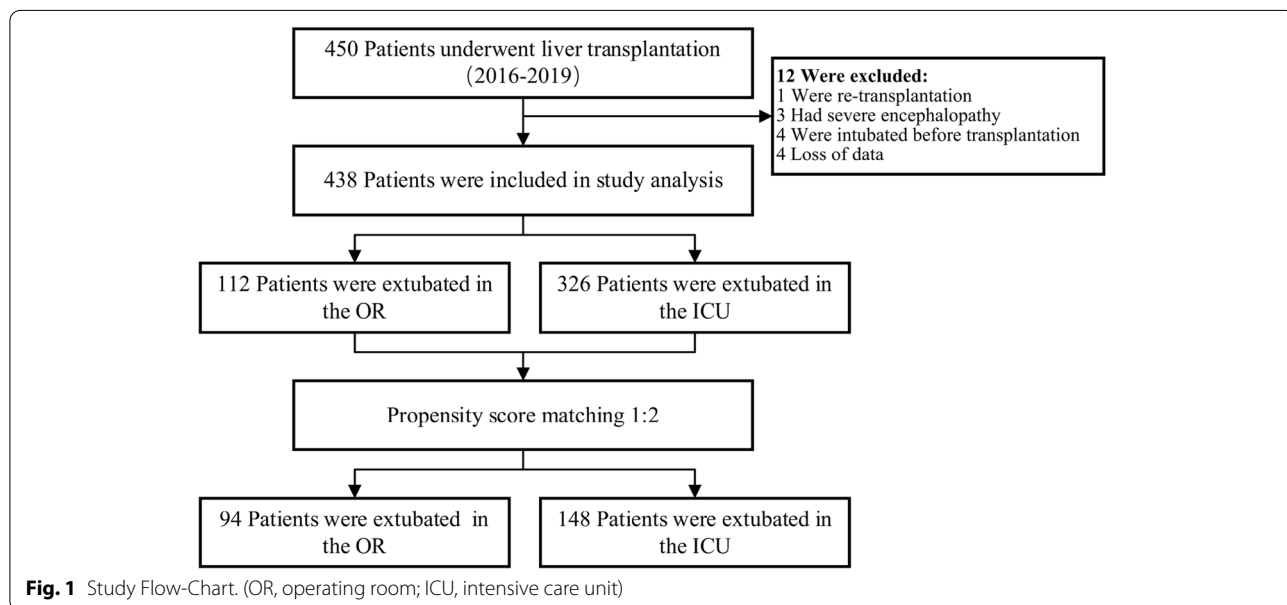 450 Patients underwent liver transplantation
(2016-2019)
12 Were excluded:
1 Were re-transplantation
3 Had severe encephalopathy
4 Were intubated before transplantation
4 Loss of data
438 Patients were included in study analysis
112 Patients were extubated in
the OR
326 Patients were extubated in
the ICU
Propensity score matching 1:2
94 Patients were extubated in
the OR
148 Patients were extubated in
the ICU
Fig. 1 Study Flow-Chart. (OR, operating room; ICU, intensive care unit)